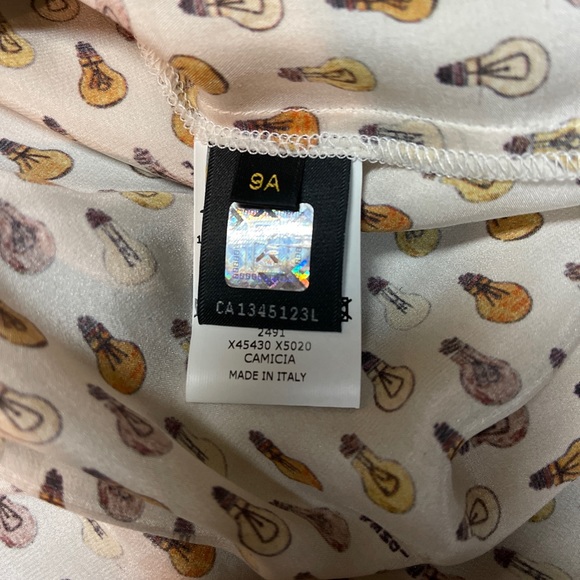 9A
CA1345123L
2491
X45430 X5020
CAMICIA
MADE IN ITALY